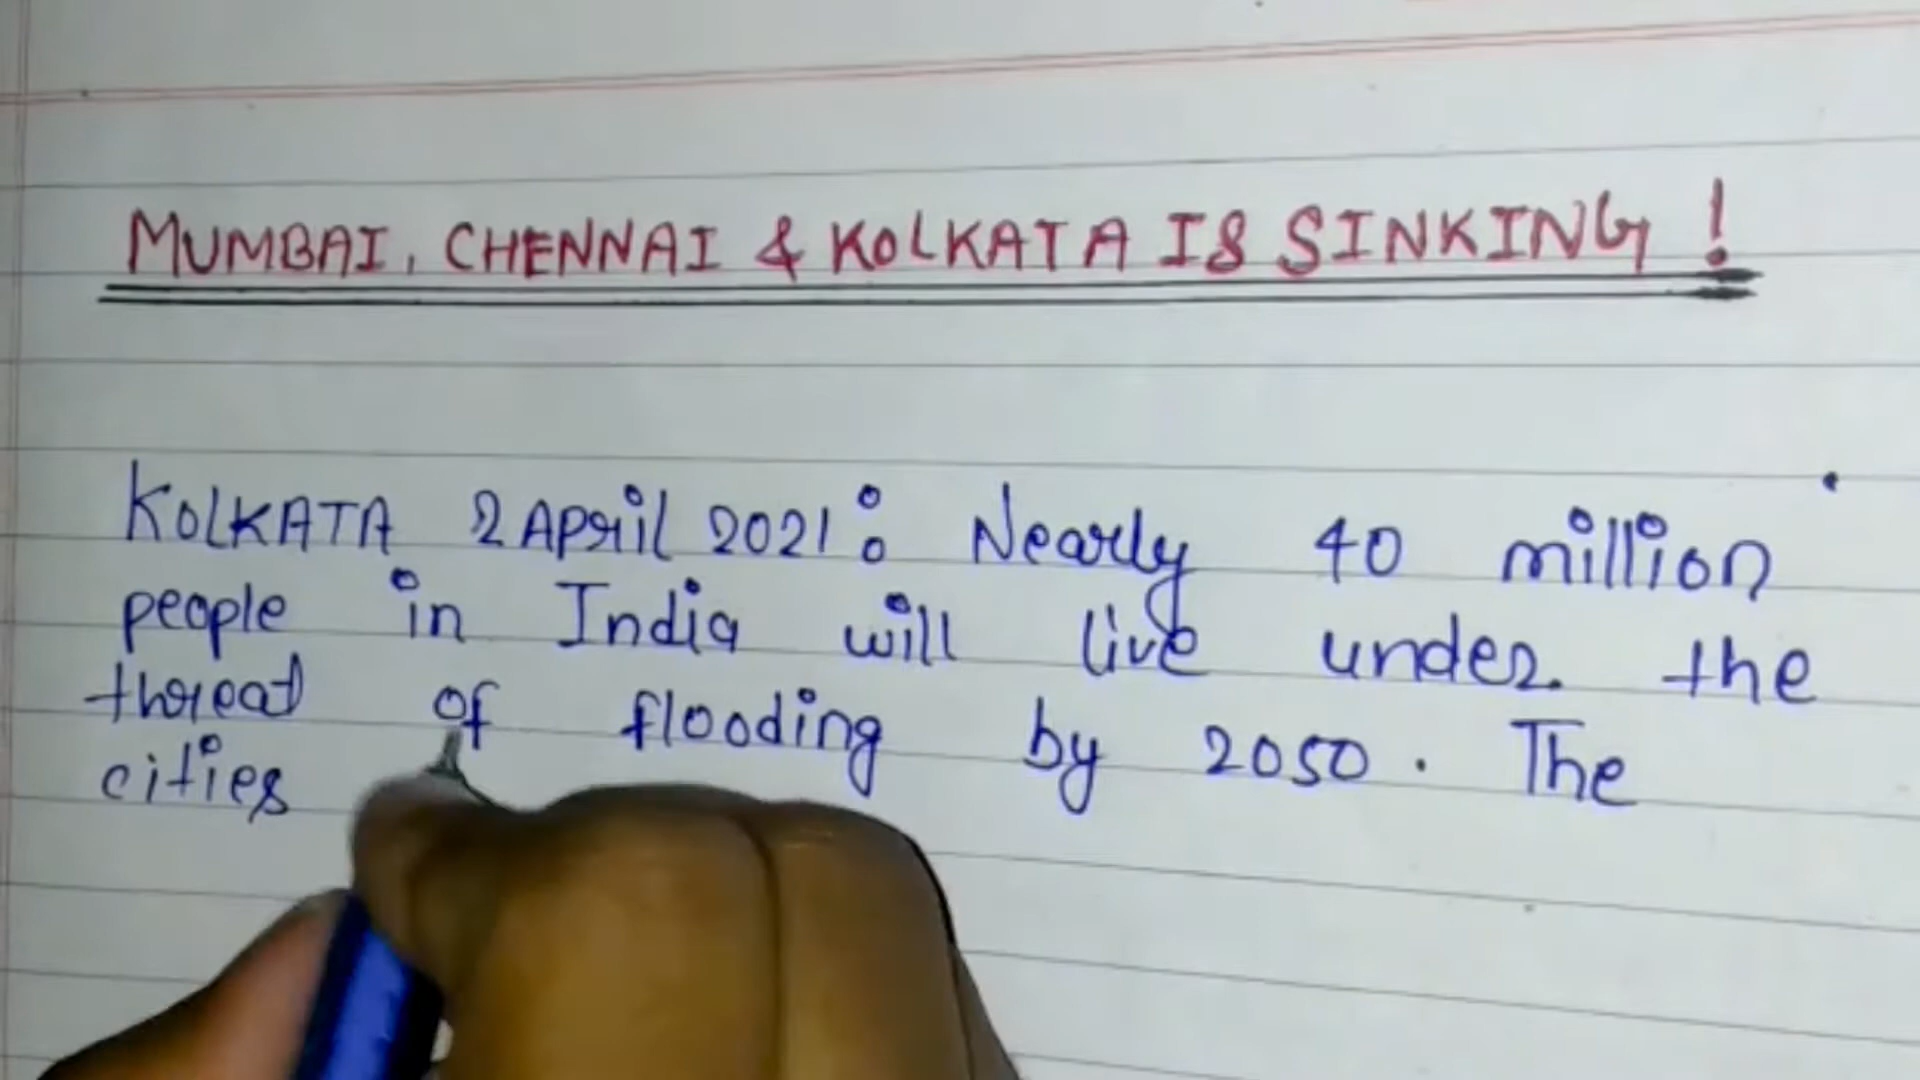 MUMBAI, CHENNAI & KOLKATA IS SINKING!
KOLKATA 2 April 2021: Nearly 40 million
people in India will live under the
threat of flooding by 2050. The
cities